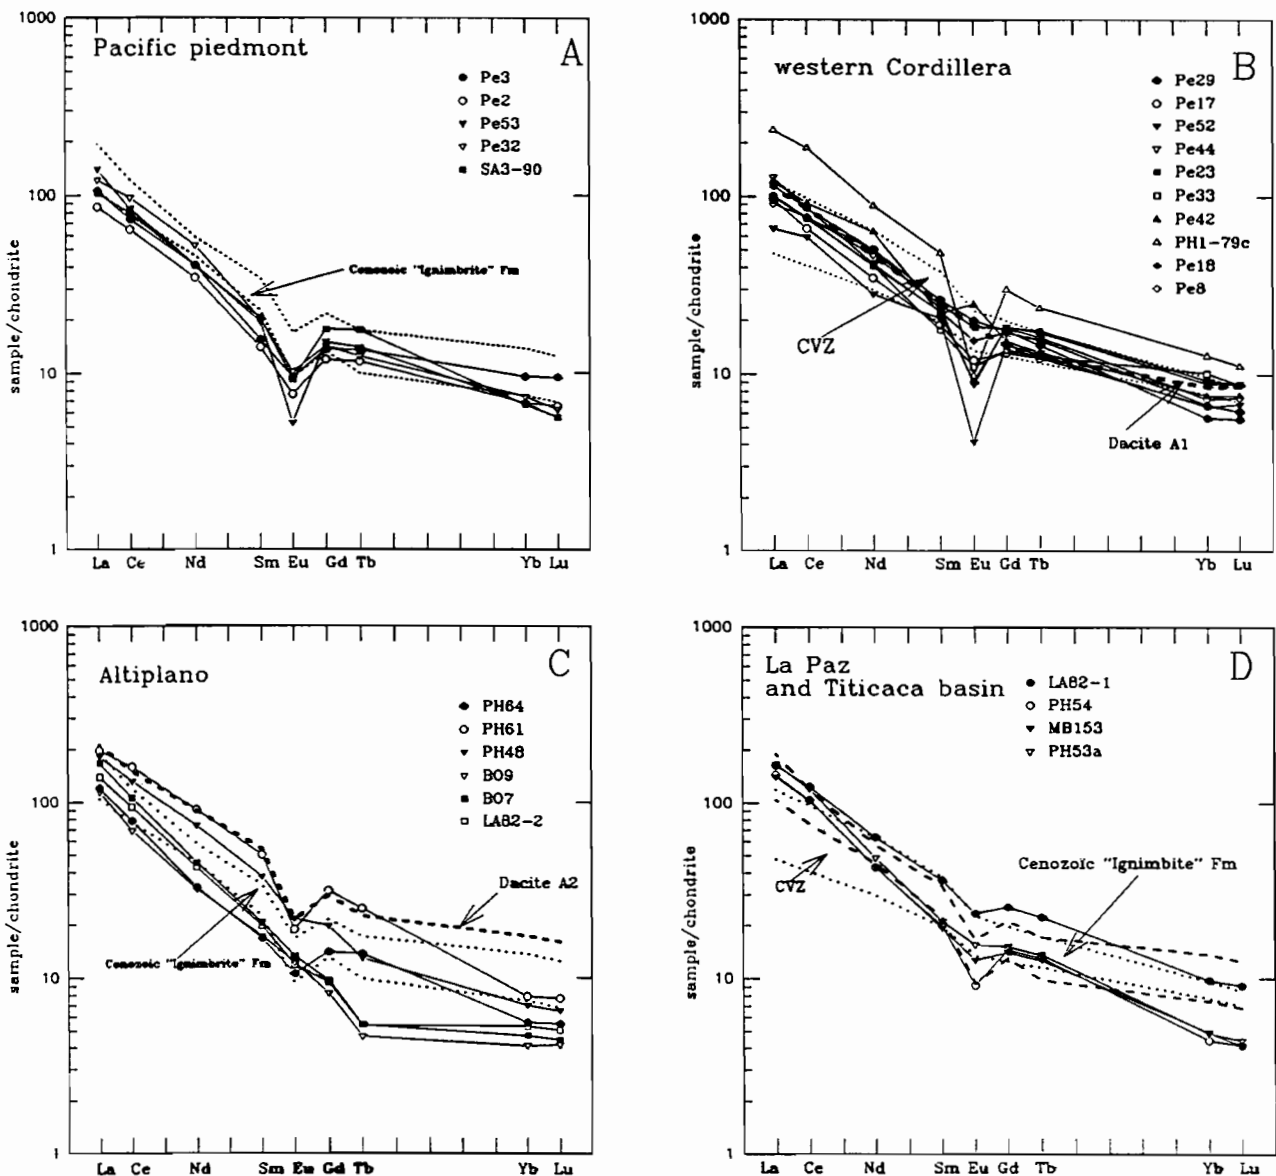 1000
100
10
1
sample/chondrite
Pacific piedmont
A
Pe3
Pe2
Pe53
Pe32
SA3-90
Cenozoic "Ignimbrite" Fm
La Ce Nd Sm Eu Gd Tb Yb Lu
1000
100
10
1
sample/chondrite
western Cordillera
B
Pe29
Pe17
Pe52
Pe44
Pe23
Pe33
Pe42
PH1-79c
Pe18
Pe8
CVZ
Dacite A1
La Ce Nd Sm Eu Gd Tb Yb Lu
1000
100
10
1
sample/chondrite
Altiplano
C
PH64
PH61
PH48
BO9
BO7
LA82-2
Dacite A2
Cenozoic "Ignimbrite" Fm
La Ce Nd Sm Eu Gd Tb Yb Lu
1000
100
10
1
sample/chondrite
La Paz
and Titicaca basin
D
LA82-1
PH54
MB153
PH53a
Cenozoïc "Ignimbite" Fm
CVZ
La Ce Nd Sm Eu Gd Tb Yb Lu